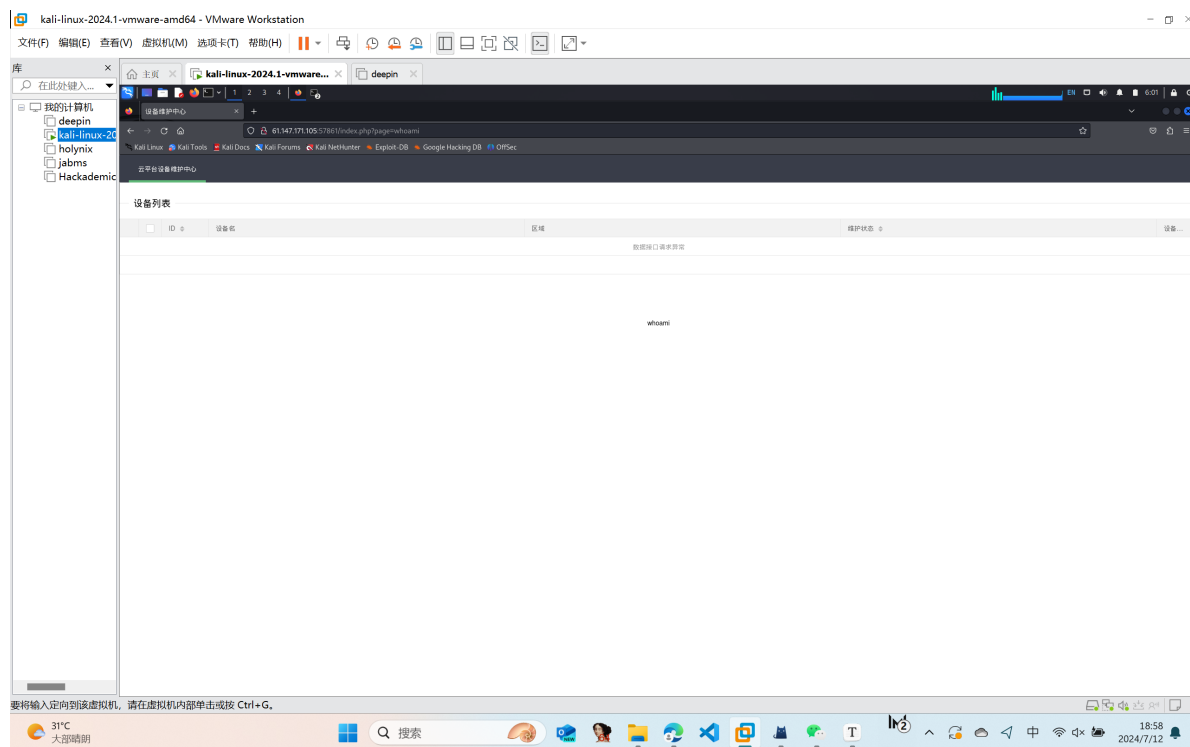 kali-linux-2024.1-vmware-amd64 - VMware Workstation
文件(F) 编辑(E) 查看(V) 虚拟机(M) 选项卡(T) 帮助(H)
库
在此处键入...
我的计算机
deepin
kali-linux-20
holynix
jabms
Hackademic
主页
kali-linux-2024.1-vmware...
deepin
1 2 3 4
EN
6:01
设备维护中心
61.147.171.105:57861/index.php?page=whoami
Kali Linux Kali Tools Kali Docs Kali Forums Kali NetHunter Exploit-DB Google Hacking DB OffSec
云平台设备维护中心
设备列表
ID 设备名 区域 维护状态 设备...
数据接口请求异常
whoami
要将输入定向到该虚拟机，请在虚拟机内部单击或按 Ctrl+G。
31°C
大部晴朗
搜索
NEW
T
2
中
18:58
2024/7/12